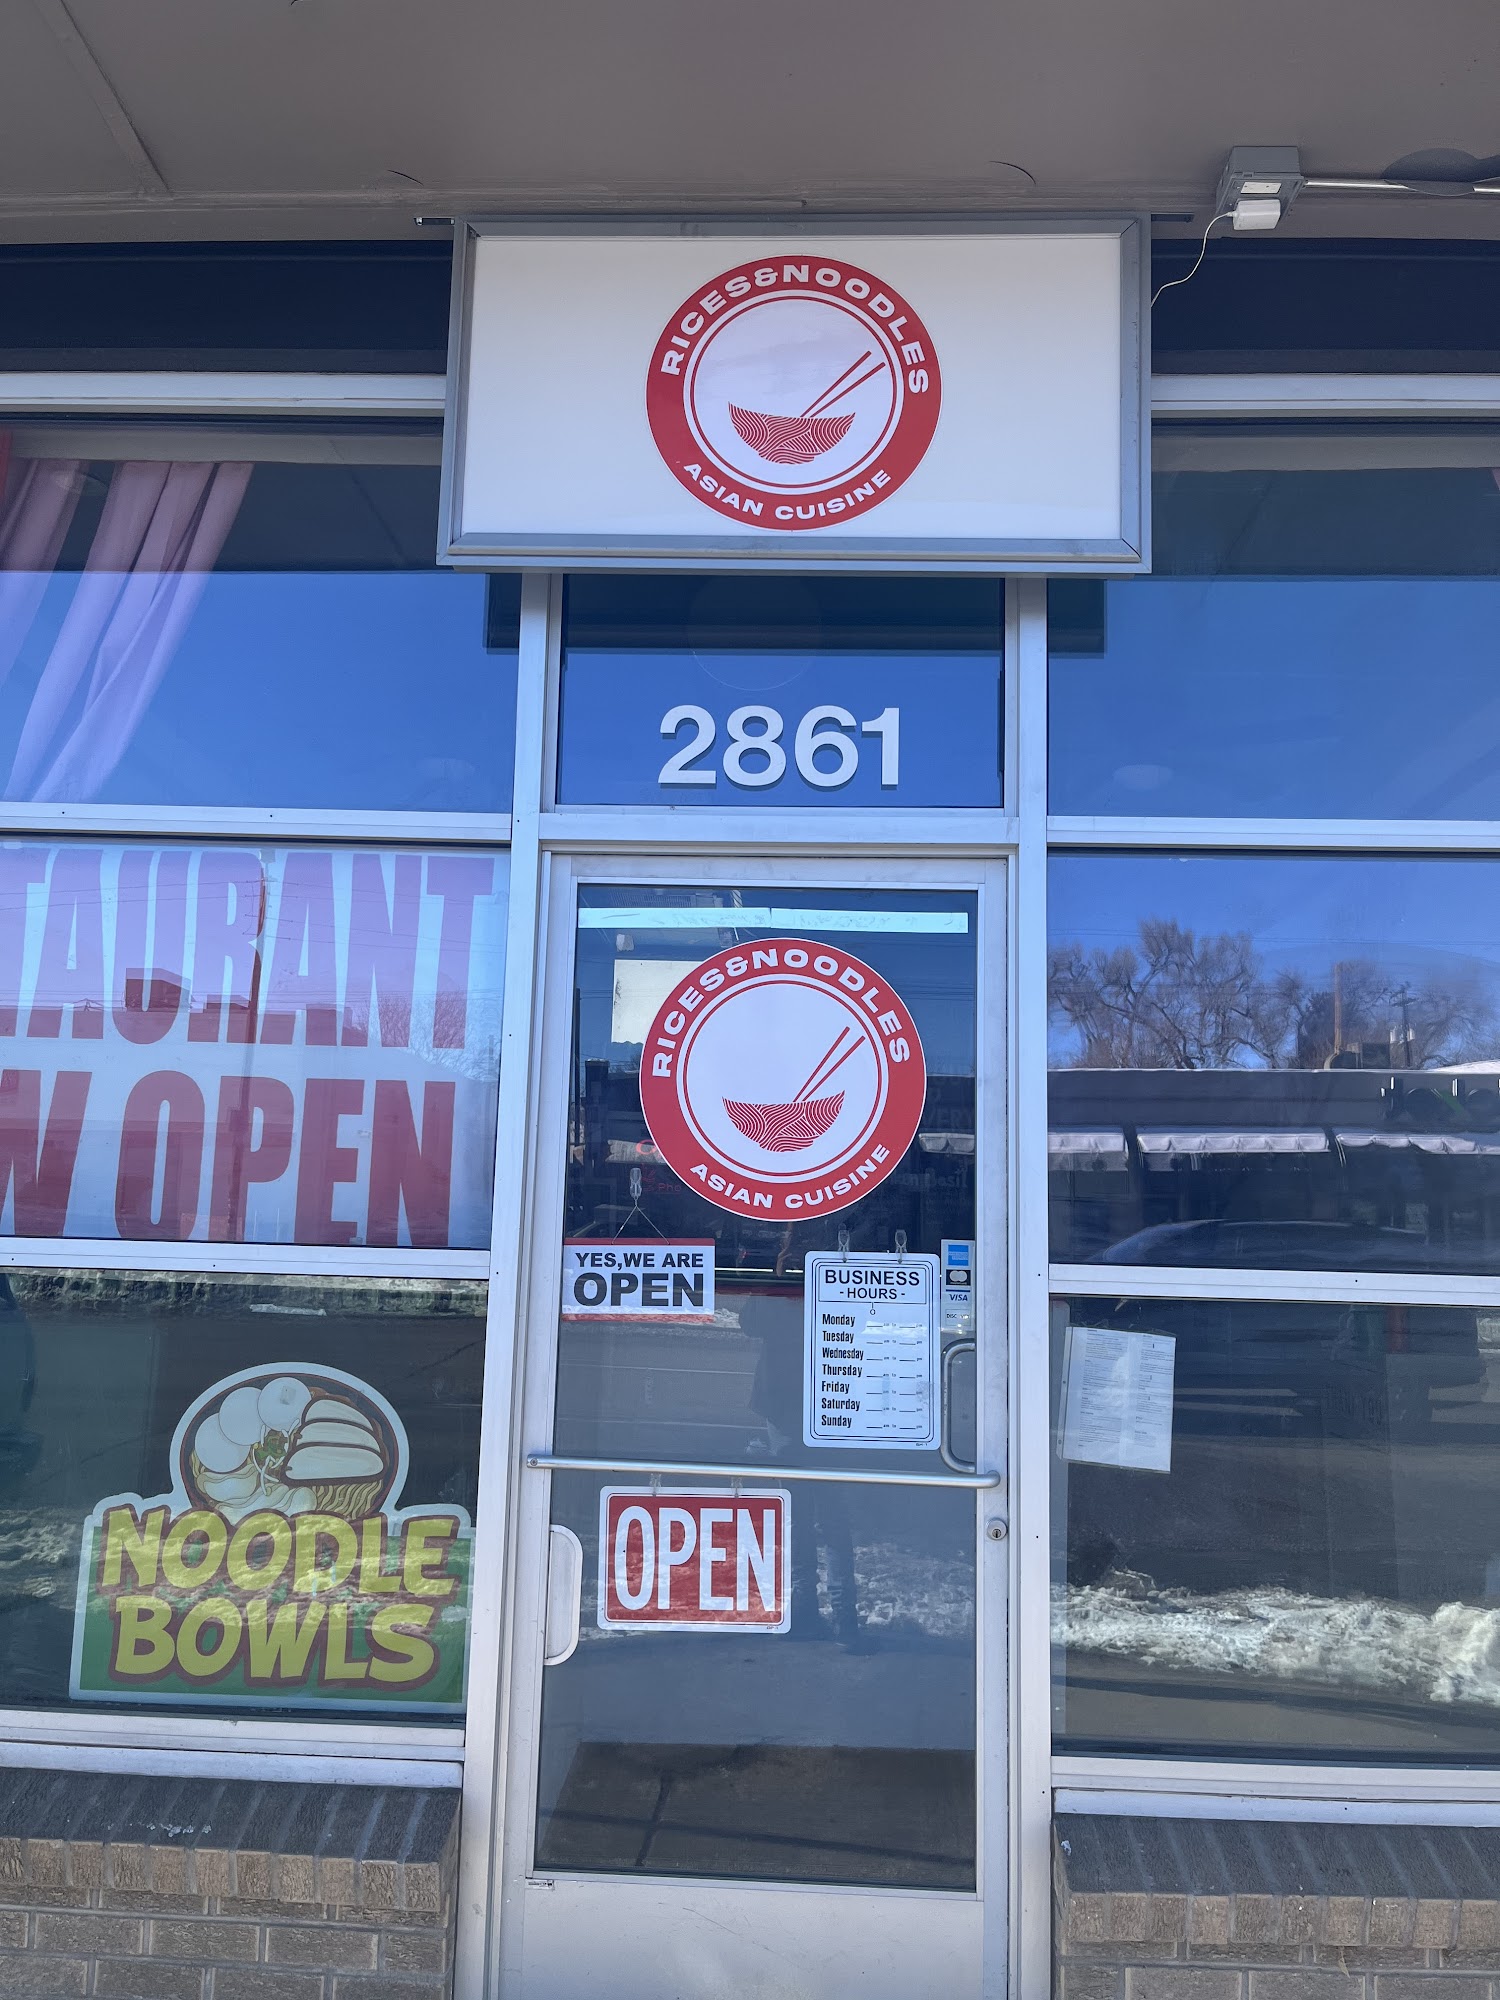 RICES&NOODLES
ASIAN CUISINE
2861
TAURANT
W OPEN
RICES&NOODLES
ASIAN CUISINE
YES,WE ARE
OPEN
BUSINESS
-HOURS-
Monday
Tuesday
Wednesday
Thursday
Friday
Saturday
Sunday
VISA
OPEN
NOODLE
BOWLS